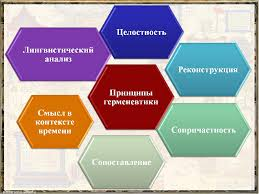 Целостность
Лингвистический
анализ
Реконструкция
Принципы
герменевтики
Смысл в
контексте
времени
Сопричастность
Сопоставление